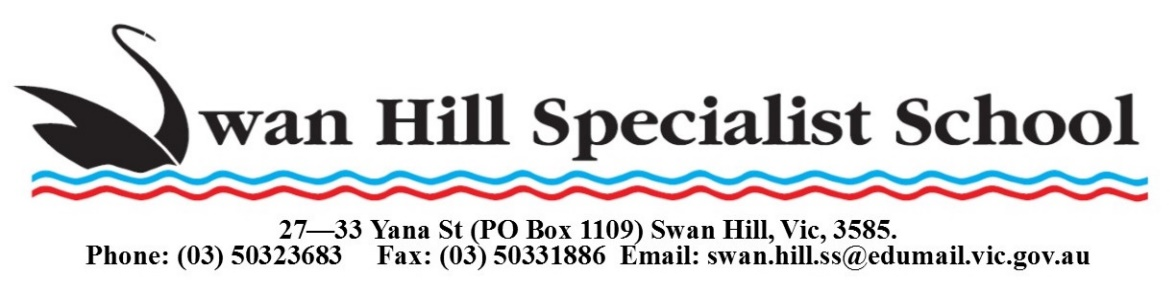 Swan Hill Specialist School
27—33 Yana St (PO Box 1109) Swan Hill, Vic, 3585.
Phone: (03) 50323683 Fax: (03) 50331886 Email: swan.hill.ss@edumail.vic.gov.au